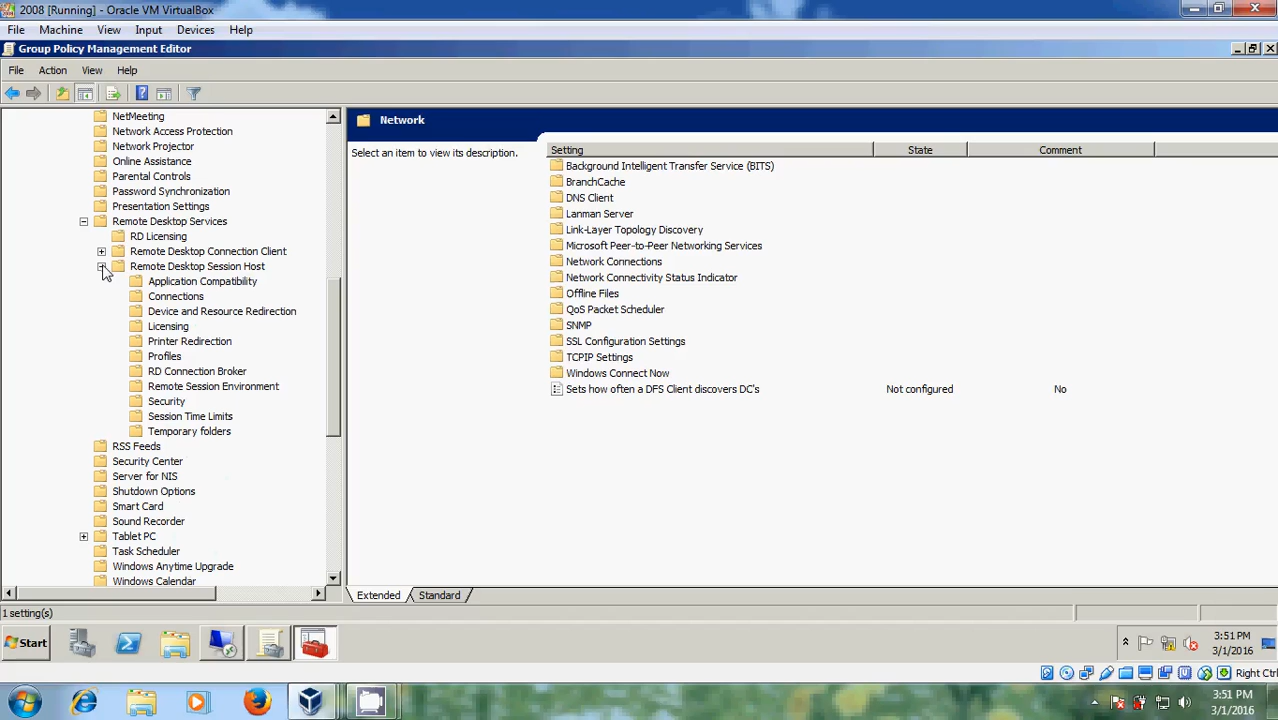 2008 [Running] - Oracle VM VirtualBox
File Machine View Input Devices Help
Group Policy Management Editor
File Action View Help
NetMeeting
Network Access Protection
Network Projector
Online Assistance
Parental Controls
Password Synchronization
Presentation Settings
Remote Desktop Services
RD Licensing
Remote Desktop Connection Client
Remote Desktop Session Host
Application Compatibility
Connections
Device and Resource Redirection
Licensing
Printer Redirection
Profiles
RD Connection Broker
Remote Session Environment
Security
Session Time Limits
Temporary folders
RSS Feeds
Security Center
Server for NIS
Shutdown Options
Smart Card
Sound Recorder
Tablet PC
Task Scheduler
Windows Anytime Upgrade
Windows Calendar
Network
Select an item to view its description.
Setting State Comment
Background Intelligent Transfer Service (BITS)
BranchCache
DNS Client
Lanman Server
Link-Layer Topology Discovery
Microsoft Peer-to-Peer Networking Services
Network Connections
Network Connectivity Status Indicator
Offline Files
QoS Packet Scheduler
SNMP
SSL Configuration Settings
TCPIP Settings
Windows Connect Now
Sets how often a DFS Client discovers DC's Not configured No
Extended Standard
1 setting(s)
Start
3:51 PM
3/1/2016
Right Ctrl
3:51 PM
3/1/2016